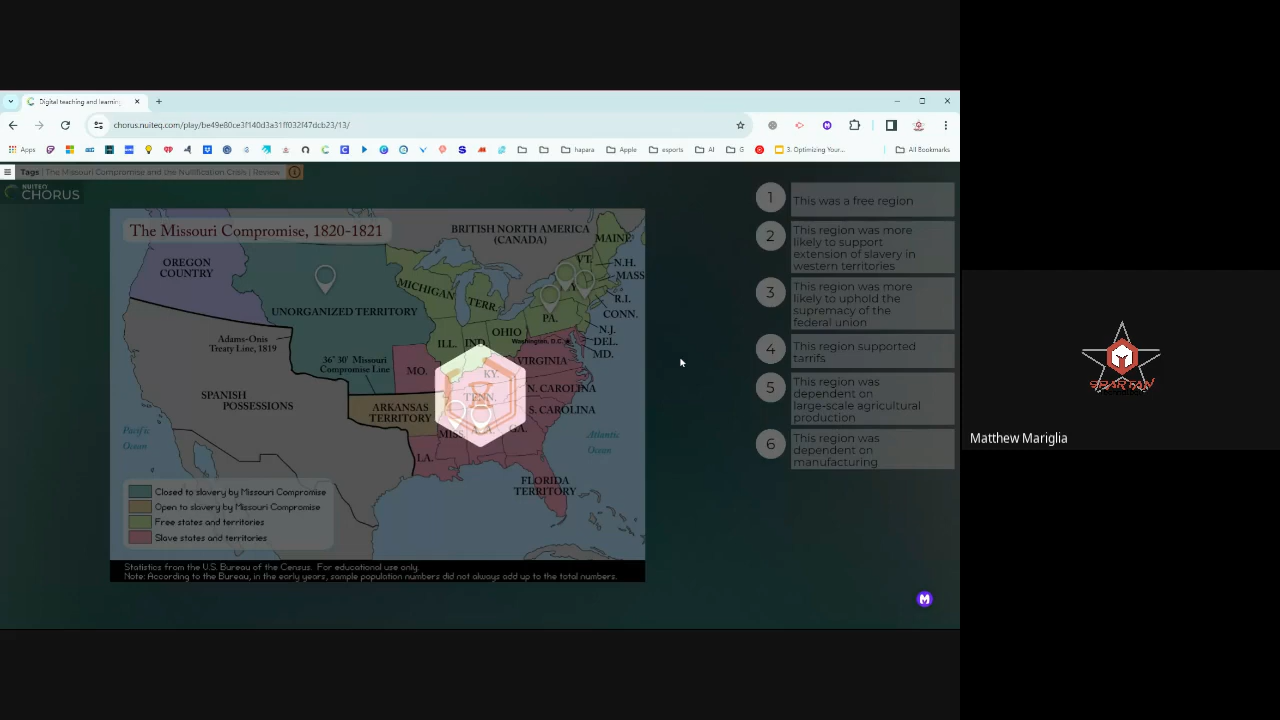 Digital teaching and learnin
chorus.nuiteq.com/play/be49e80ce3f140d3a31ff032f47dcb23/13/
Apps
hapara
Apple
esports
AI
G
3. Optimizing Your...
All Bookmarks
Tags | The Missouri Compromise and the Nullification Crisis | Review
NUITEQ
CHORUS
The Missouri Compromise, 1820-1821
BRITISH NORTH AMERICA
(CANADA)
MAINE
OREGON
COUNTRY
VT.
N.H.
MASS
MICHIGAN
TERR.
R.I.
CONN.
UNORGANIZED TERRITORY
PA.
N.J.
DEL.
MD.
OHIO
ILL.
IND.
Washington, D.C.
Adams-Onis
Treaty Line, 1819
36° 30' Missouri
Compromise Line
MO.
VIRGINIA
KY.
N. CAROLINA
TENN.
SPANISH
POSSESSIONS
ARKANSAS
TERRITORY
S. CAROLINA
MISS.
GA.
LA.
Pacific
Ocean
Atlantic
Ocean
FLORIDA
TERRITORY
Closed to slavery by Missouri Compromise
Open to slavery by Missouri Compromise
Free states and territories
Slave states and territories
Statistics from the U.S. Bureau of the Census. For educational use only.
Note: According to the Bureau, in the early years, sample population numbers did not always add up to the total numbers.
1
This was a free region
2
This region was more
likely to support
extension of slavery in
western territories
3
This region was more
likely to uphold the
supremacy of the
federal union
4
This region supported
tarrifs
5
This region was
dependent on
large-scale agricultural
production
6
This region was
dependent on
manufacturing
M
SPARTAN
Matthew Mariglia